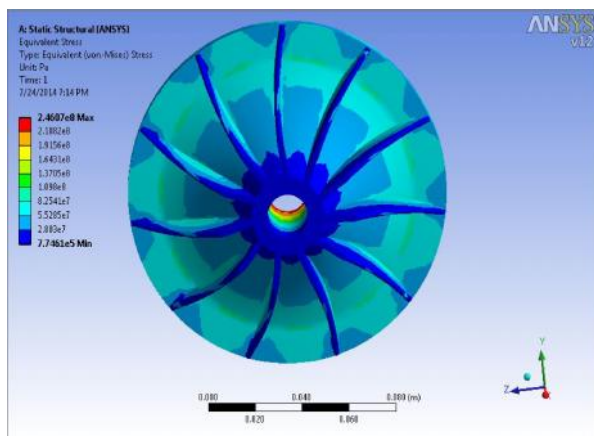 A: Static Structural (ANSYS)
Equivalent Stress
Type: Equivalent (von-Mises) Stress
Unit: Pa
Time: 1
7/24/2014 7:14 PM
2.4607e8 Max
2.1882e8
1.9156e8
1.6431e8
1.3705e8
1.098e8
8.2541e7
5.5285e7
2.803e7
7.7461e5 Min
ANSYS
v12
0.000 0.040 0.080 (m)
0.020 0.060
Y
Z